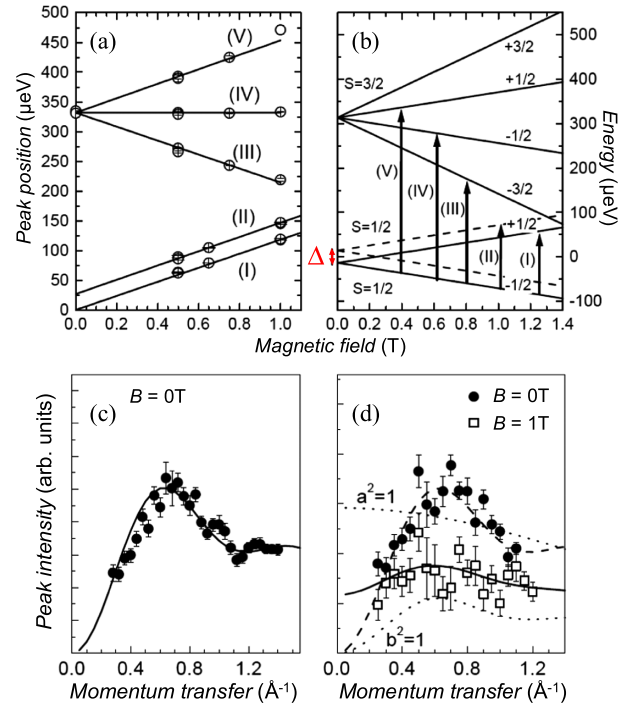 (a)
(b)
Peak position (µeV)
500
450
400
350
300
250
200
150
100
50
0
(V)
(IV)
(III)
(II)
(I)
0.0
0.2
0.4
0.6
0.8
1.0
S=3/2
+3/2
+1/2
-1/2
-3/2
(V)
(IV)
(III)
S=1/2
+1/2
(II)
(I)
-1/2
S=1/2
Δ
500
400
300
200
100
0
-100
Energy (µeV)
0.0 0.2 0.4 0.6 0.8 1.0 1.2 1.4
Magnetic field (T)
(c)
B = 0T
Peak intensity (arb. units)
0.0 0.4 0.8 1.2
Momentum transfer (Å-1)
(d)
B = 0T
B = 1T
a2=1
b2=1
0.0 0.4 0.8 1.2
Momentum transfer (Å-1)